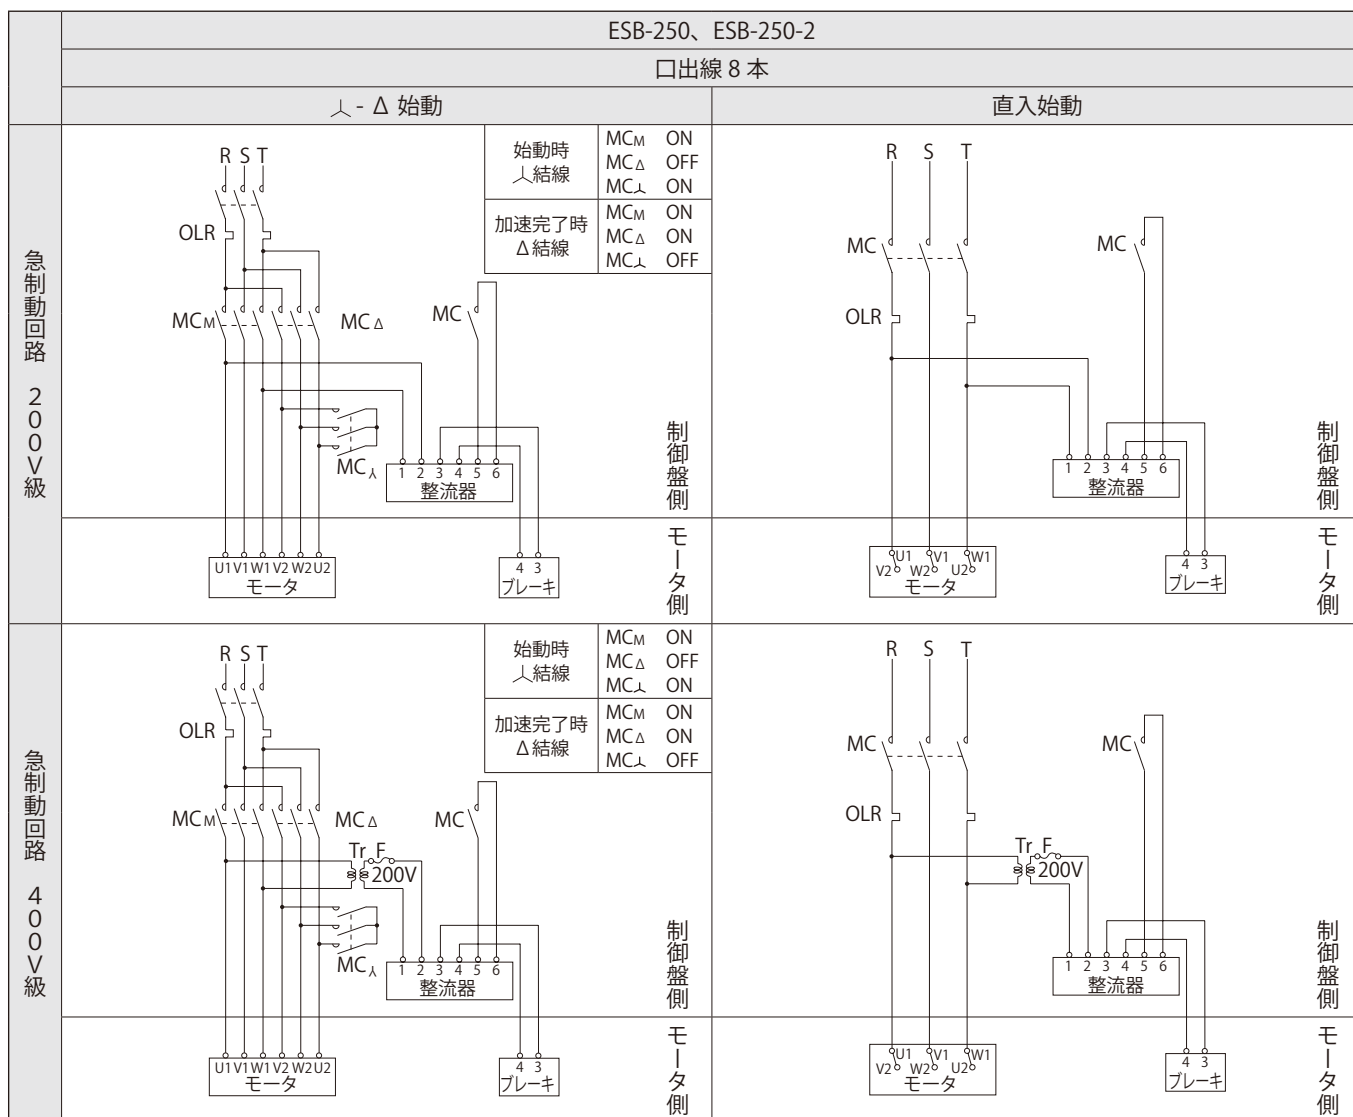 ESB-250、ESB-250-2
口出線 8 本
⅄ - Δ 始動
直入始動
急制動回路 200V級
R S T
OLR
MCM
MCΔ
MC
MC⅄
始動時
⅄結線
MCM ON
MCΔ OFF
MC⅄ ON
加速完了時
Δ結線
MCM ON
MCΔ ON
MC⅄ OFF
1 2 3 4 5 6
整流器
制御盤側
U1 V1 W1 V2 W2 U2
モータ
4 3
ブレーキ
モータ側
R S T
MC
MC
OLR
1 2 3 4 5 6
整流器
制御盤側
U1 V1 W1
V2 W2 U2
モータ
4 3
ブレーキ
モータ側
急制動回路 400V級
R S T
OLR
MCM
MCΔ
MC
Tr F
200V
MC⅄
始動時
⅄結線
MCM ON
MCΔ OFF
MC⅄ ON
加速完了時
Δ結線
MCM ON
MCΔ ON
MC⅄ OFF
1 2 3 4 5 6
整流器
制御盤側
U1 V1 W1 V2 W2 U2
モータ
4 3
ブレーキ
モータ側
R S T
MC
MC
OLR
Tr F
200V
1 2 3 4 5 6
整流器
制御盤側
U1 V1 W1
V2 W2 U2
モータ
4 3
ブレーキ
モータ側